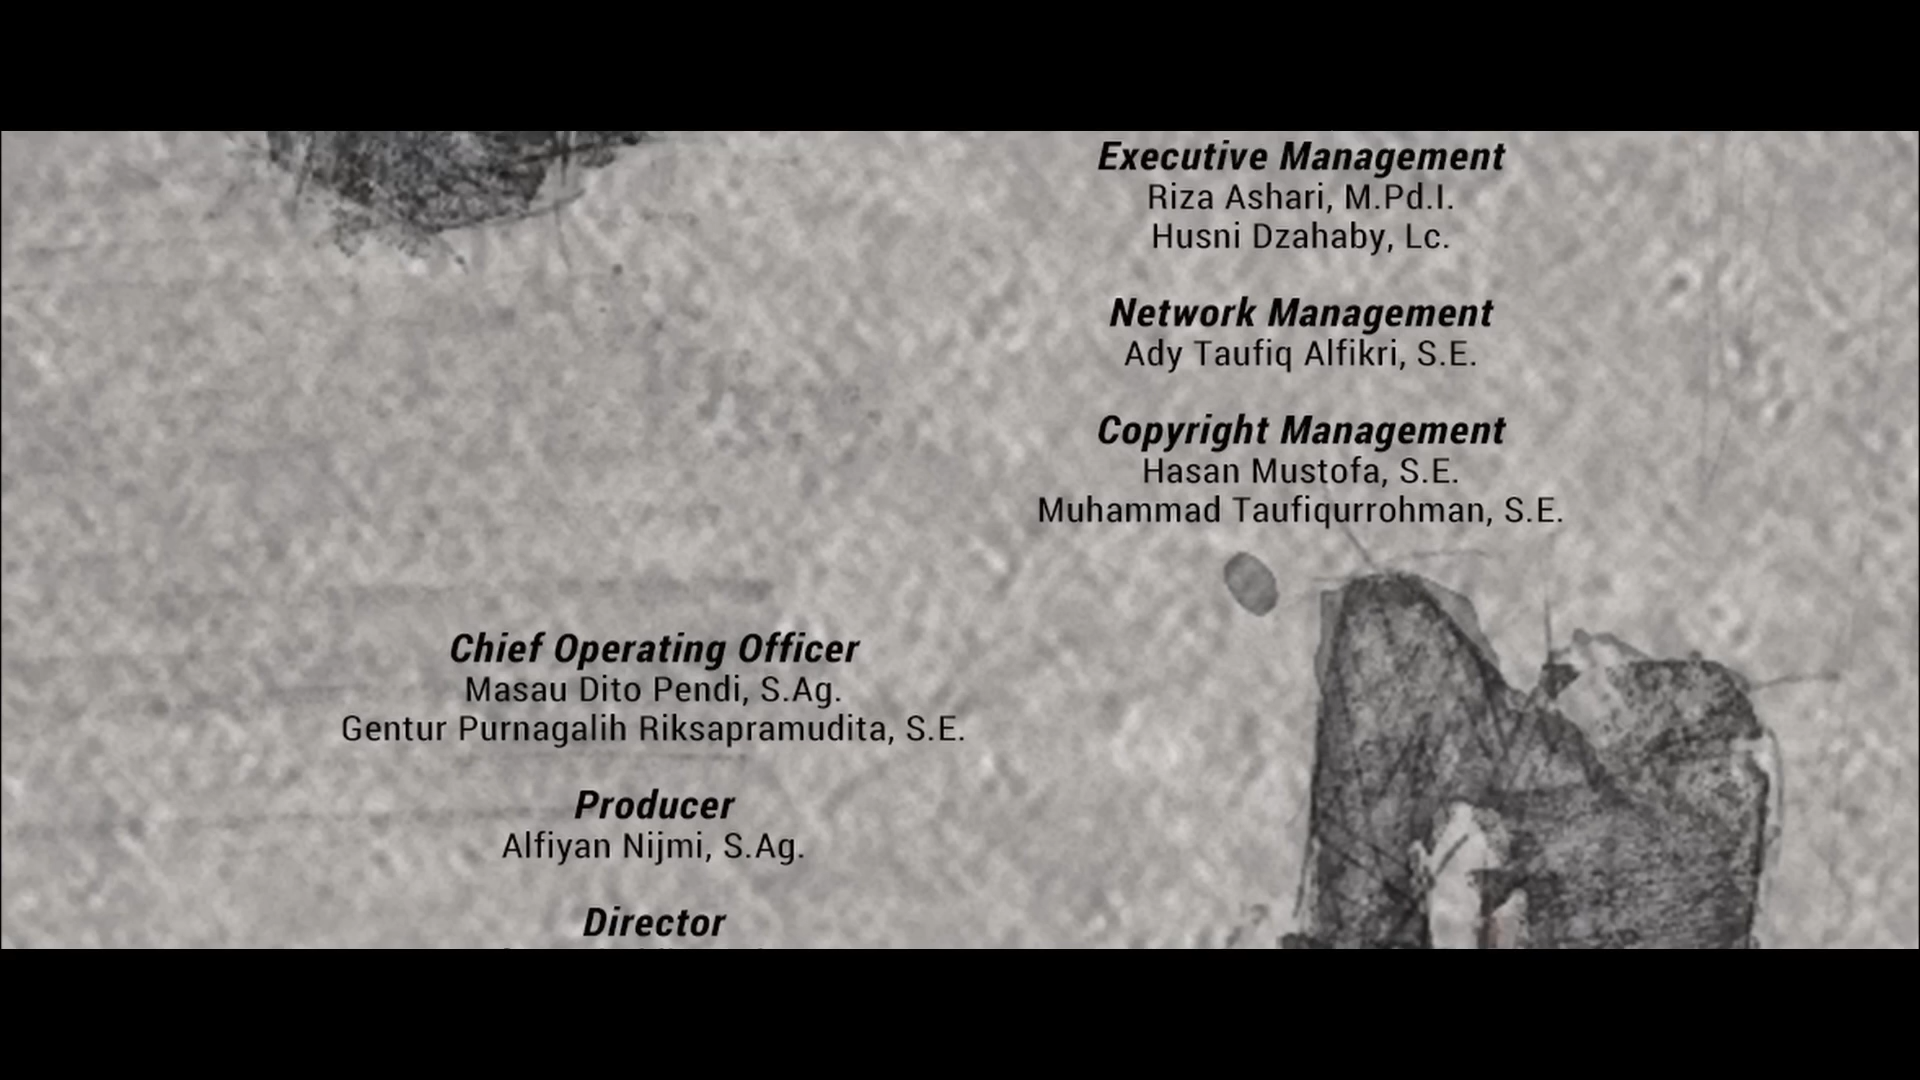 Executive Management
Riza Ashari, M.Pd.I.
Husni Dzahaby, Lc.
Network Management
Ady Taufiq Alfikri, S.E.
Copyright Management
Hasan Mustofa, S.E.
Muhammad Taufiqurrohman, S.E.
Chief Operating Officer
Masau Dito Pendi, S.Ag.
Gentur Purnagalih Riksapramudita, S.E.
Producer
Alfiyan Nijmi, S.Ag.
Director